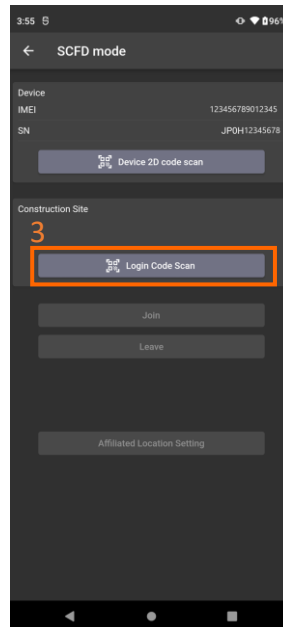 3:55 96%
SCFD mode
Device
IMEI 123456789012345
SN JP0H12345678
Device 2D code scan
Construction Site
3
Login Code Scan
Join
Leave
Affiliated Location Setting